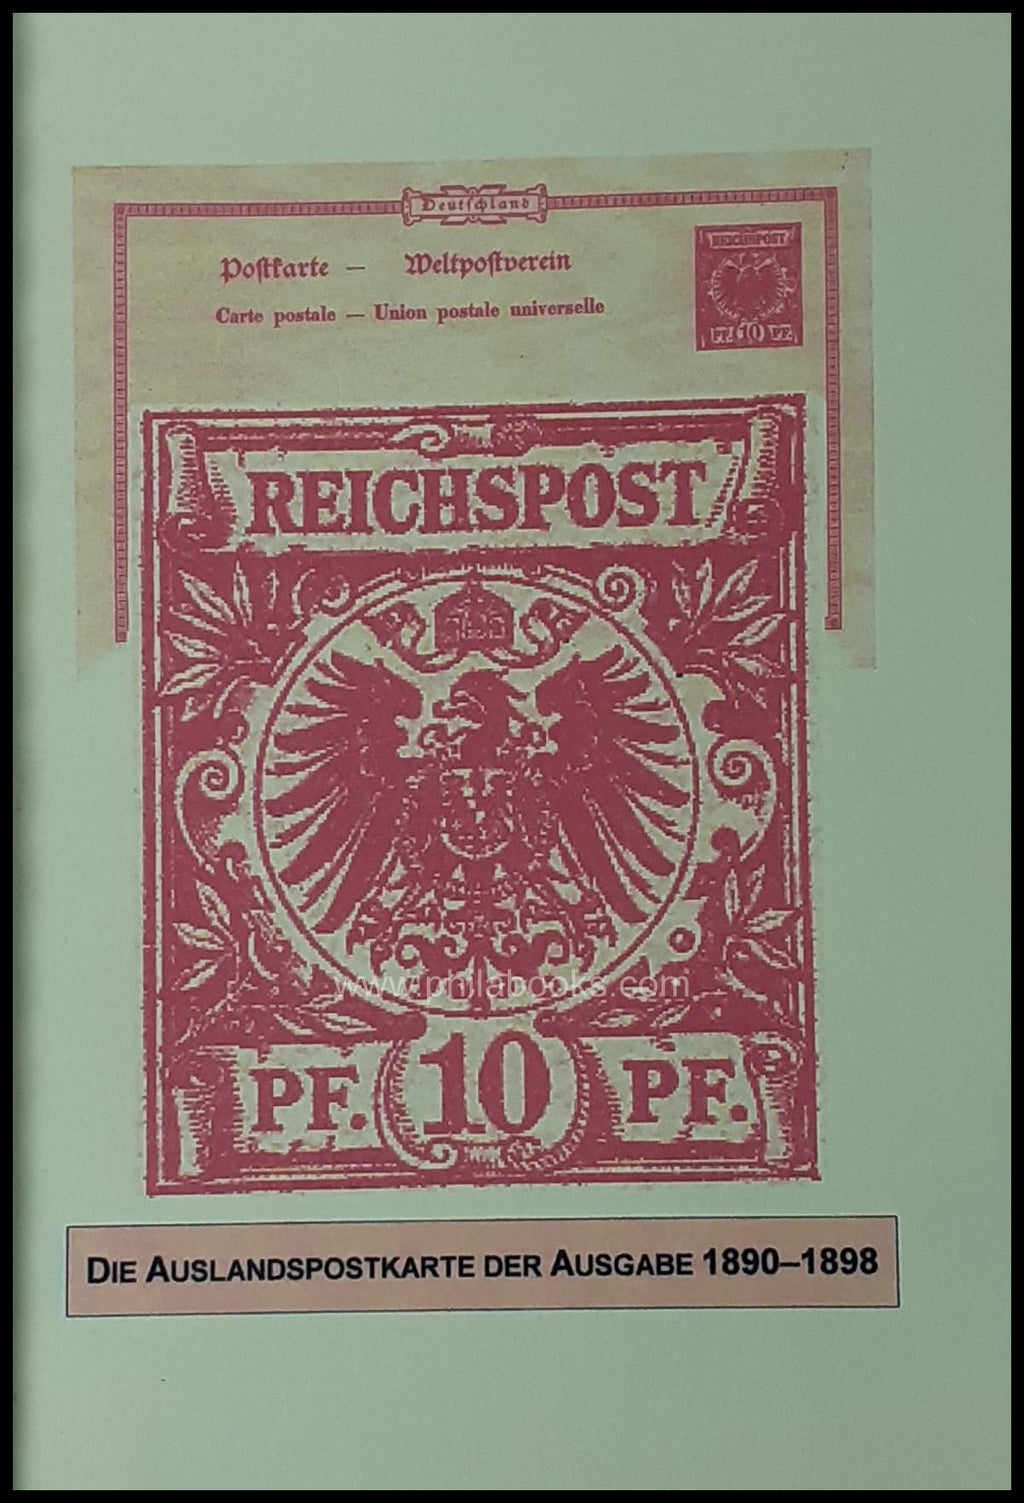 Deutschland
Postkarte — Weltpostverein
Carte postale — Union postale universelle
REICHSPOST
PF. 10 PF.
REICHSPOST
www.philabooks.com
PF. 10 PF.
DIE AUSLANDSPOSTKARTE DER AUSGABE 1890–1898